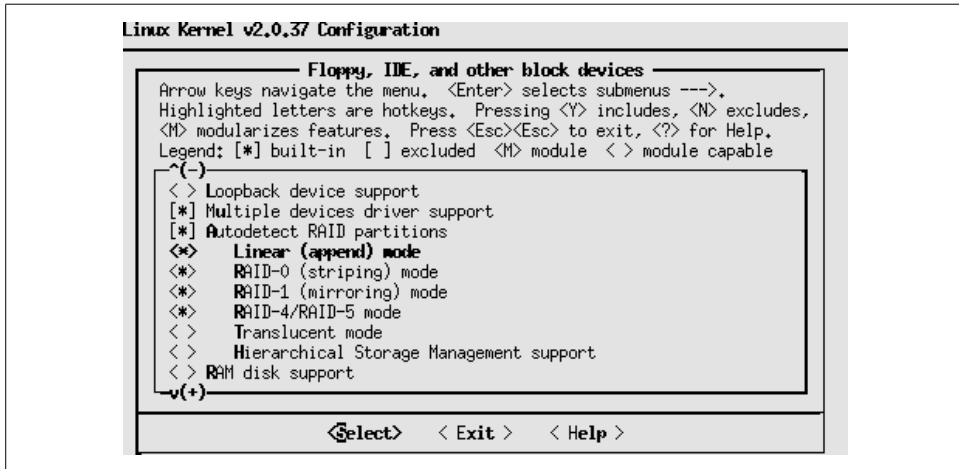 Linux Kernel v2.0.37 Configuration
Floppy, IDE, and other block devices
Arrow keys navigate the menu. <Enter> selects submenus --->.
Highlighted letters are hotkeys. Pressing <Y> includes, <N> excludes,
<M> modularizes features. Press <Esc><Esc> to exit, <?> for Help.
Legend: [*] built-in [ ] excluded <M> module < > module capable
^(-)
< > Loopback device support
[*] Multiple devices driver support
[*] Autodetect RAID partitions
<*> Linear (append) mode
<*> RAID-0 (striping) mode
<*> RAID-1 (mirroring) mode
<*> RAID-4/RAID-5 mode
< > Translucent mode
< > Hierarchical Storage Management support
< > RAM disk support
v(+)
<Select> < Exit > < Help >